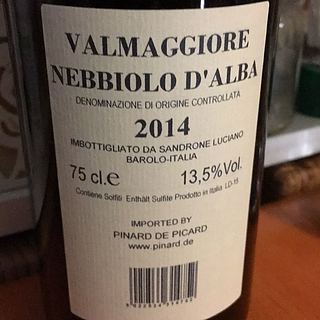 VALMAGGIORE
NEBBIOLO D'ALBA
DENOMINAZIONE DI ORIGINE CONTROLLATA
2014
IMBOTTIGLIATO DA SANDRONE LUCIANO
BAROLO-ITALIA
75 cl.e 13,5%Vol.
Contiene Solfiti Enthält Sulfite Prodotto in Italia LD-15
IMPORTED BY
PINARD DE PICARD
www.pinard.de